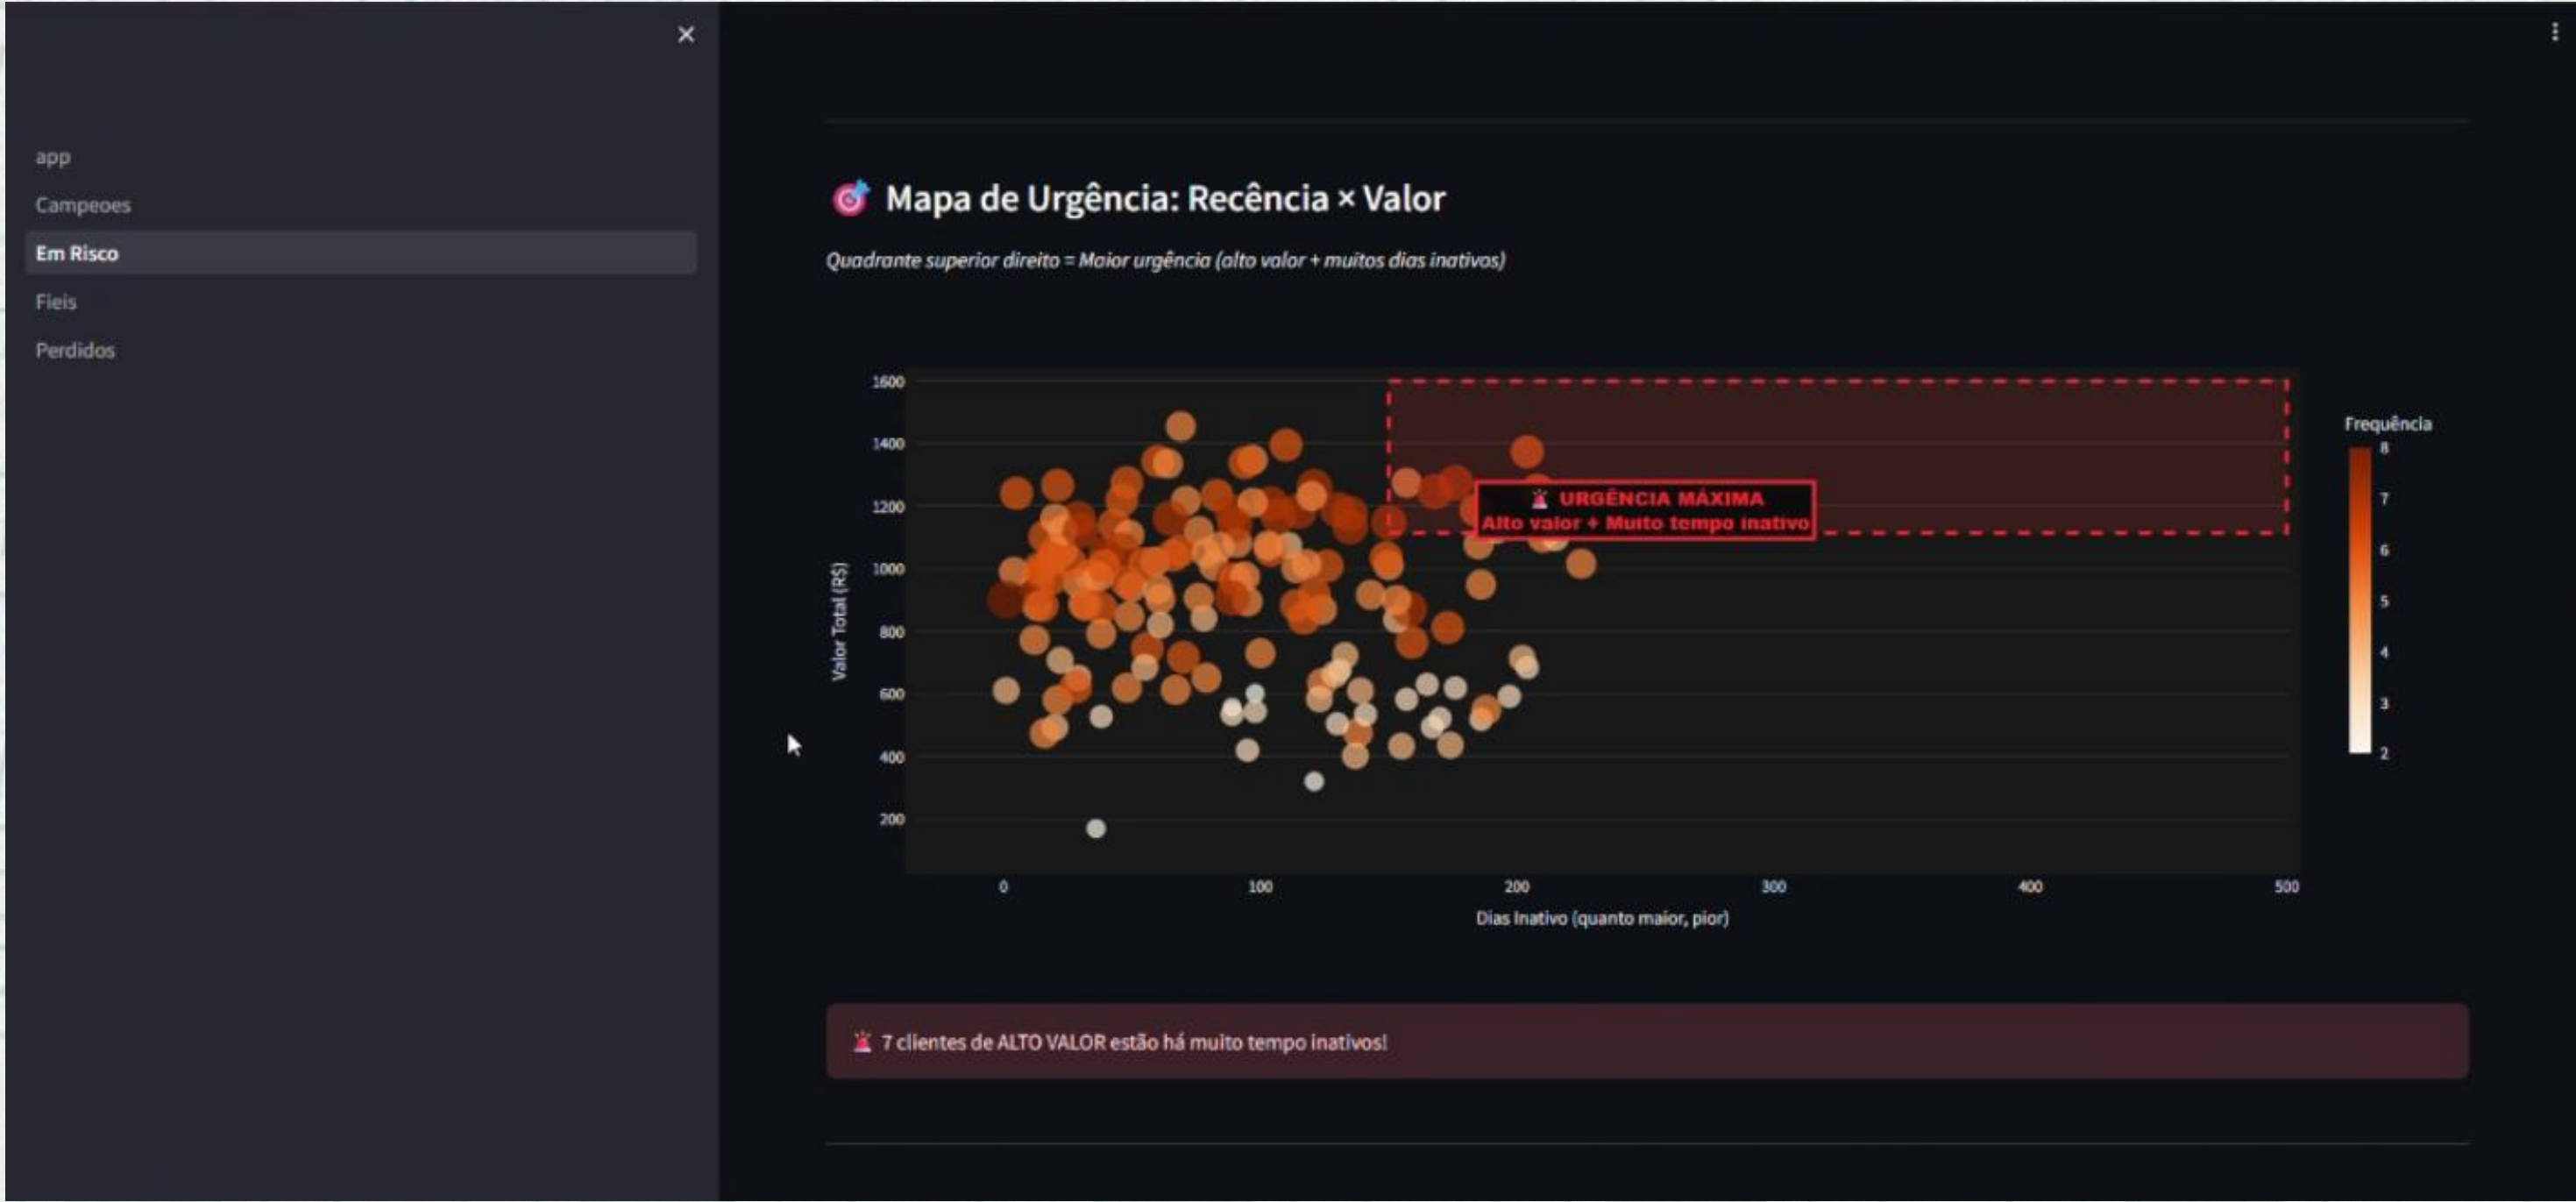 app
Campeoes
Em Risco
Fieis
Perdidos
Mapa de Urgência: Recência × Valor
Quadrante superior direito = Maior urgência (alto valor + muitos dias inativos)
1600
1400
1200
1000
800
600
400
200
Valor Total (R$)
URGÊNCIA MÁXIMA
Alto valor + Muito tempo inativo
0 100 200 300 400 500
Dias Inativo (quanto maior, pior)
Frequência
8
7
6
5
4
3
2
7 clientes de ALTO VALOR estão há muito tempo inativos!